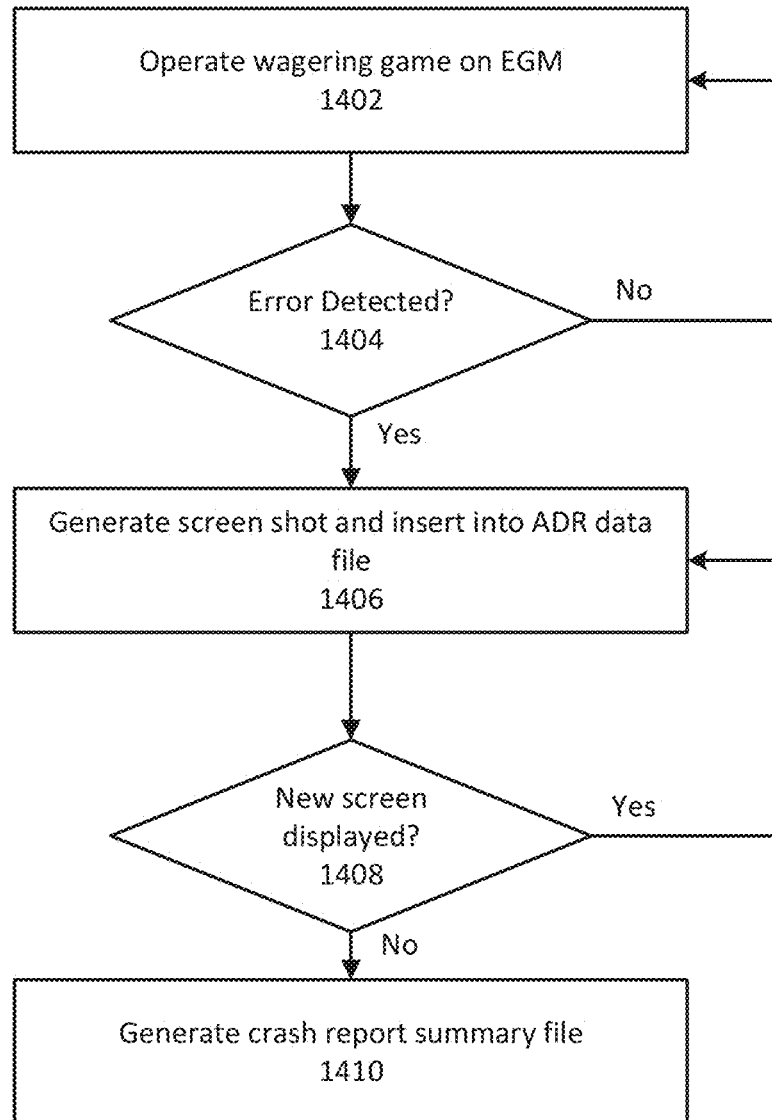 Operate wagering game on EGM
1402
Error Detected?
1404
No
Yes
Generate screen shot and insert into ADR data
file
1406
New screen
displayed?
1408
Yes
No
Generate crash report summary file
1410